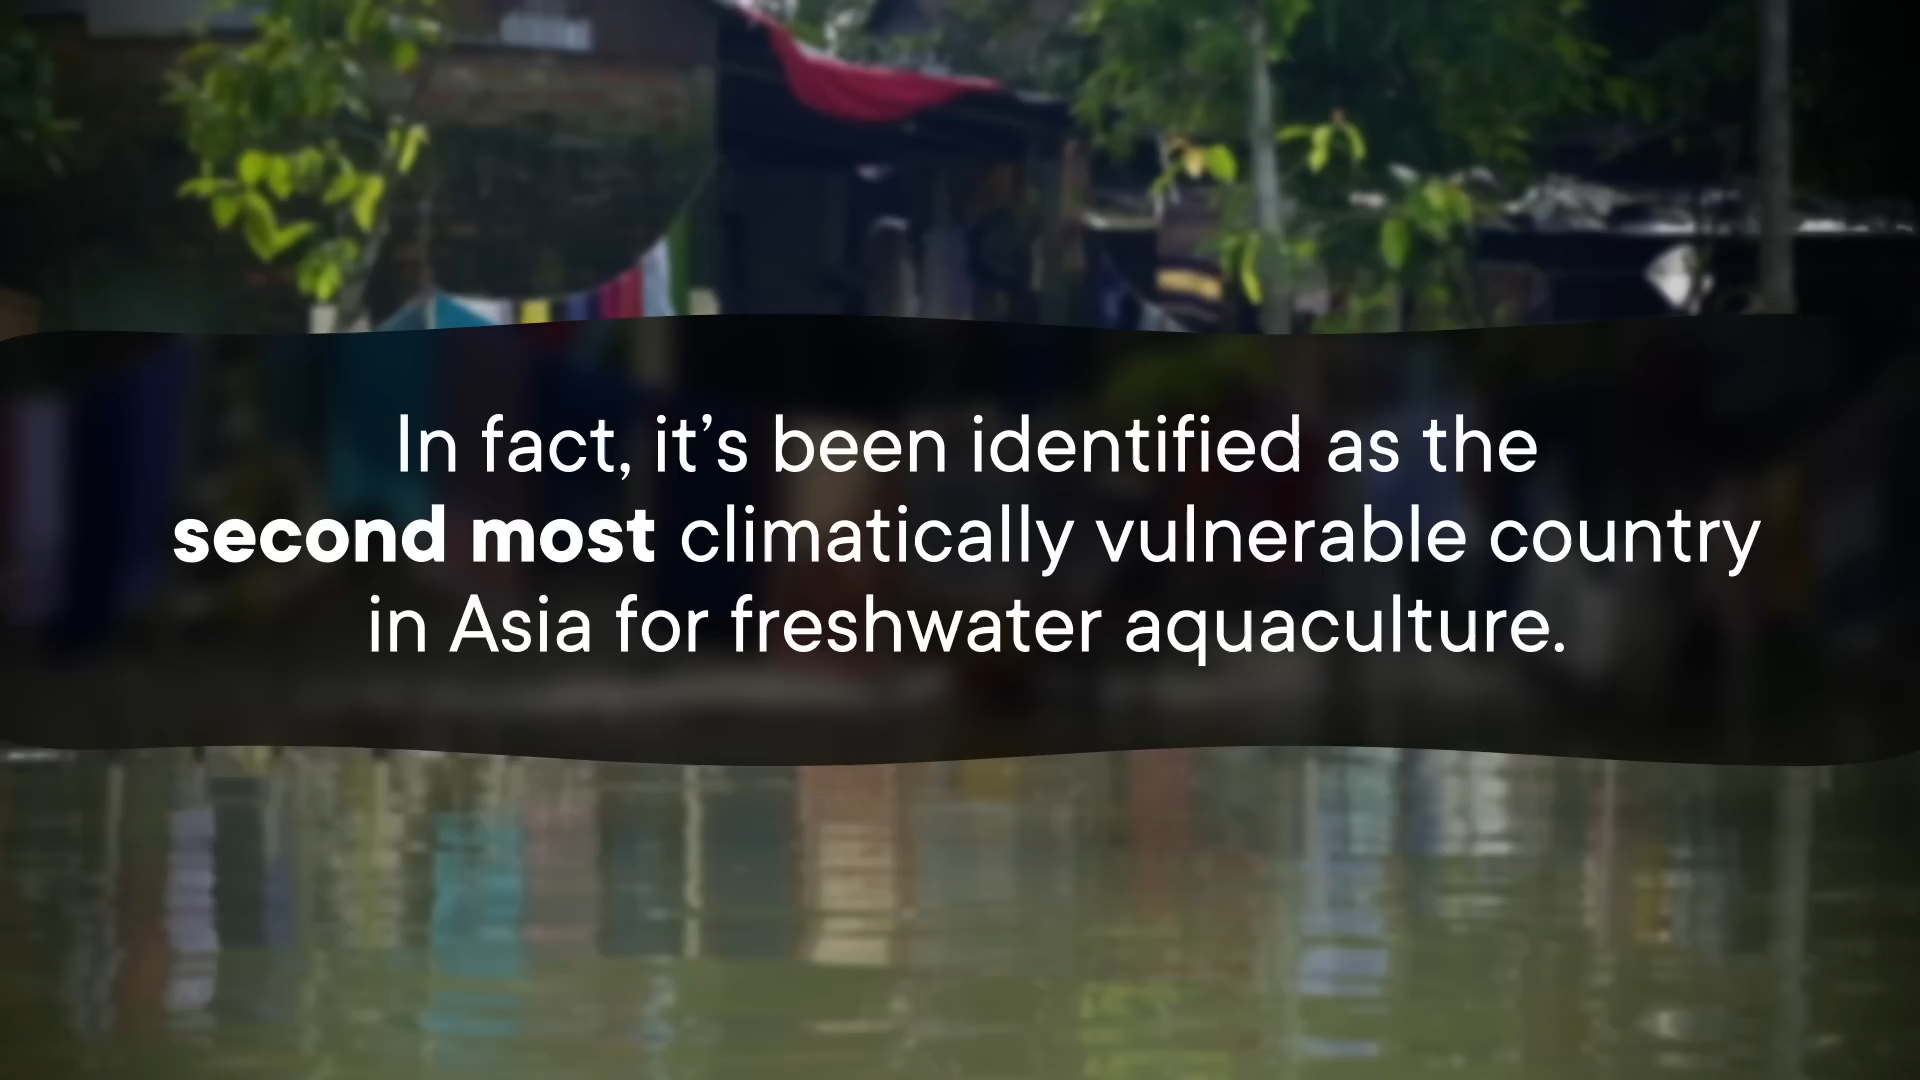 In fact, it’s been identified as the
second most climatically vulnerable country
in Asia for freshwater aquaculture.